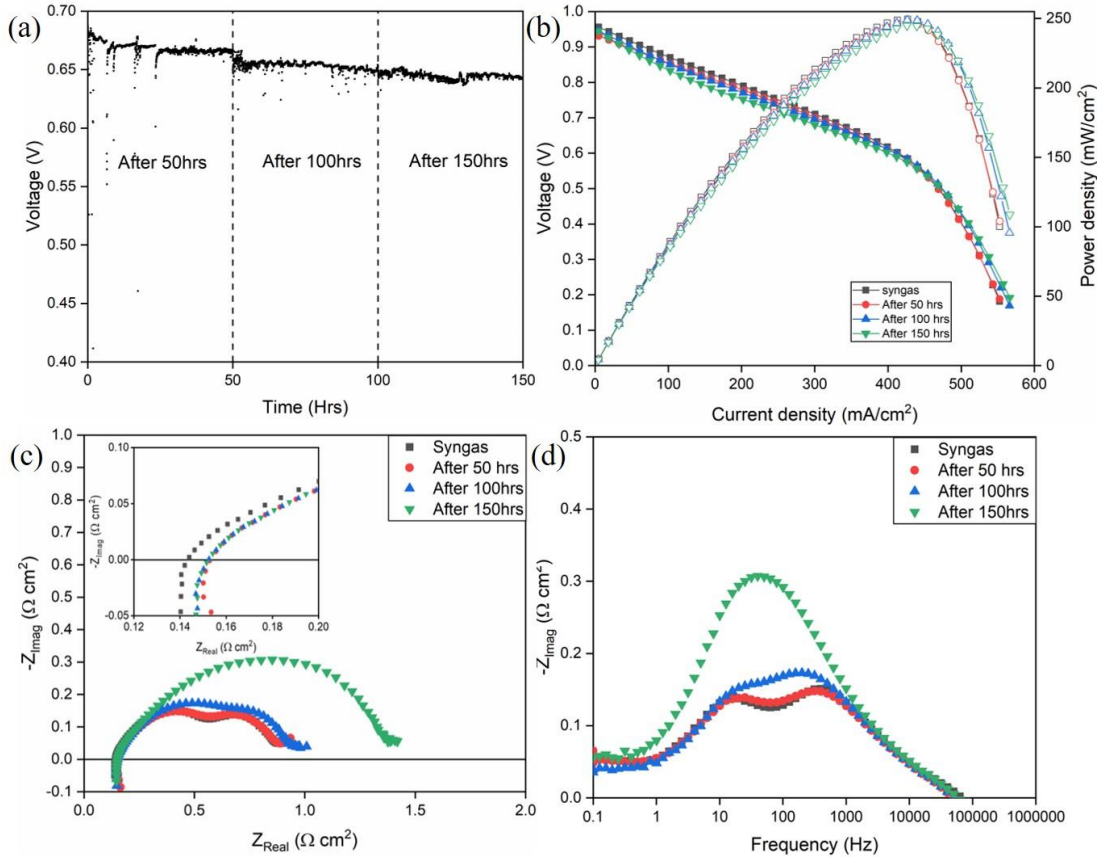 (a)
0.70
0.65
0.60
0.55
0.50
0.45
0.40
Voltage (V)
After 50hrs
After 100hrs
After 150hrs
0
50
100
150
Time (Hrs)
(b)
1.0
0.9
0.8
0.7
0.6
0.5
0.4
0.3
0.2
0.1
0.0
Voltage (V)
250
200
150
100
50
0
Power density (mW/cm²)
syngas
After 50 hrs
After 100 hrs
After 150 hrs
0
100
200
300
400
500
600
Current density (mA/cm²)
(c)
1.0
0.9
0.8
0.7
0.6
0.5
0.4
0.3
0.2
0.1
0.0
-0.1
-Z_Imag (Ω cm²)
0.10
0.05
0.00
-0.05
-Z_Imag (Ω cm²)
0.12
0.14
0.16
0.18
0.20
Z_Real (Ω cm²)
Syngas
After 50 hrs
After 100hrs
After 150hrs
0.0
0.5
1.0
1.5
2.0
Z_Real (Ω cm²)
(d)
0.5
0.4
0.3
0.2
0.1
0.0
-Z_Imag (Ω cm²)
Syngas
After 50 hrs
After 100hrs
After 150hrs
0.1
1
10
100
1000
10000
100000
1000000
Frequency (Hz)